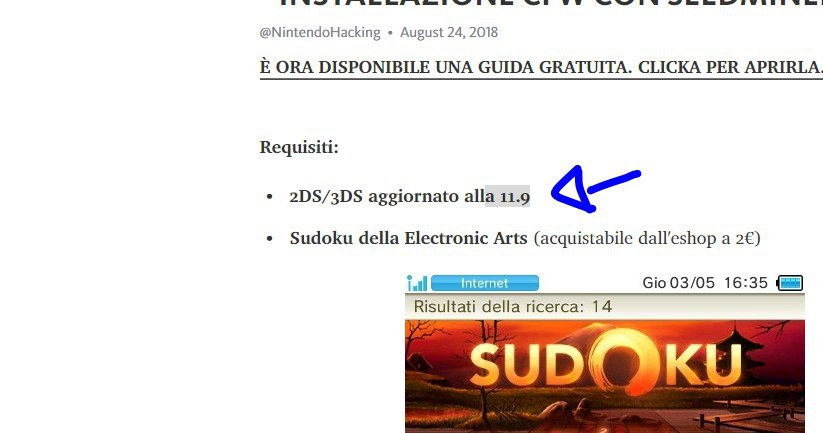 INSTALLAZIONE CFW CON SEEDMINER
@NintendoHacking • August 24, 2018
È ORA DISPONIBILE UNA GUIDA GRATUITA. CLICKA PER APRIRLA.
Requisiti:
• 2DS/3DS aggiornato alla 11.9
• Sudoku della Electronic Arts (acquistabile dall'eshop a 2€)
Internet Gio 03/05 16:35
Risultati della ricerca: 14
SUDOKU